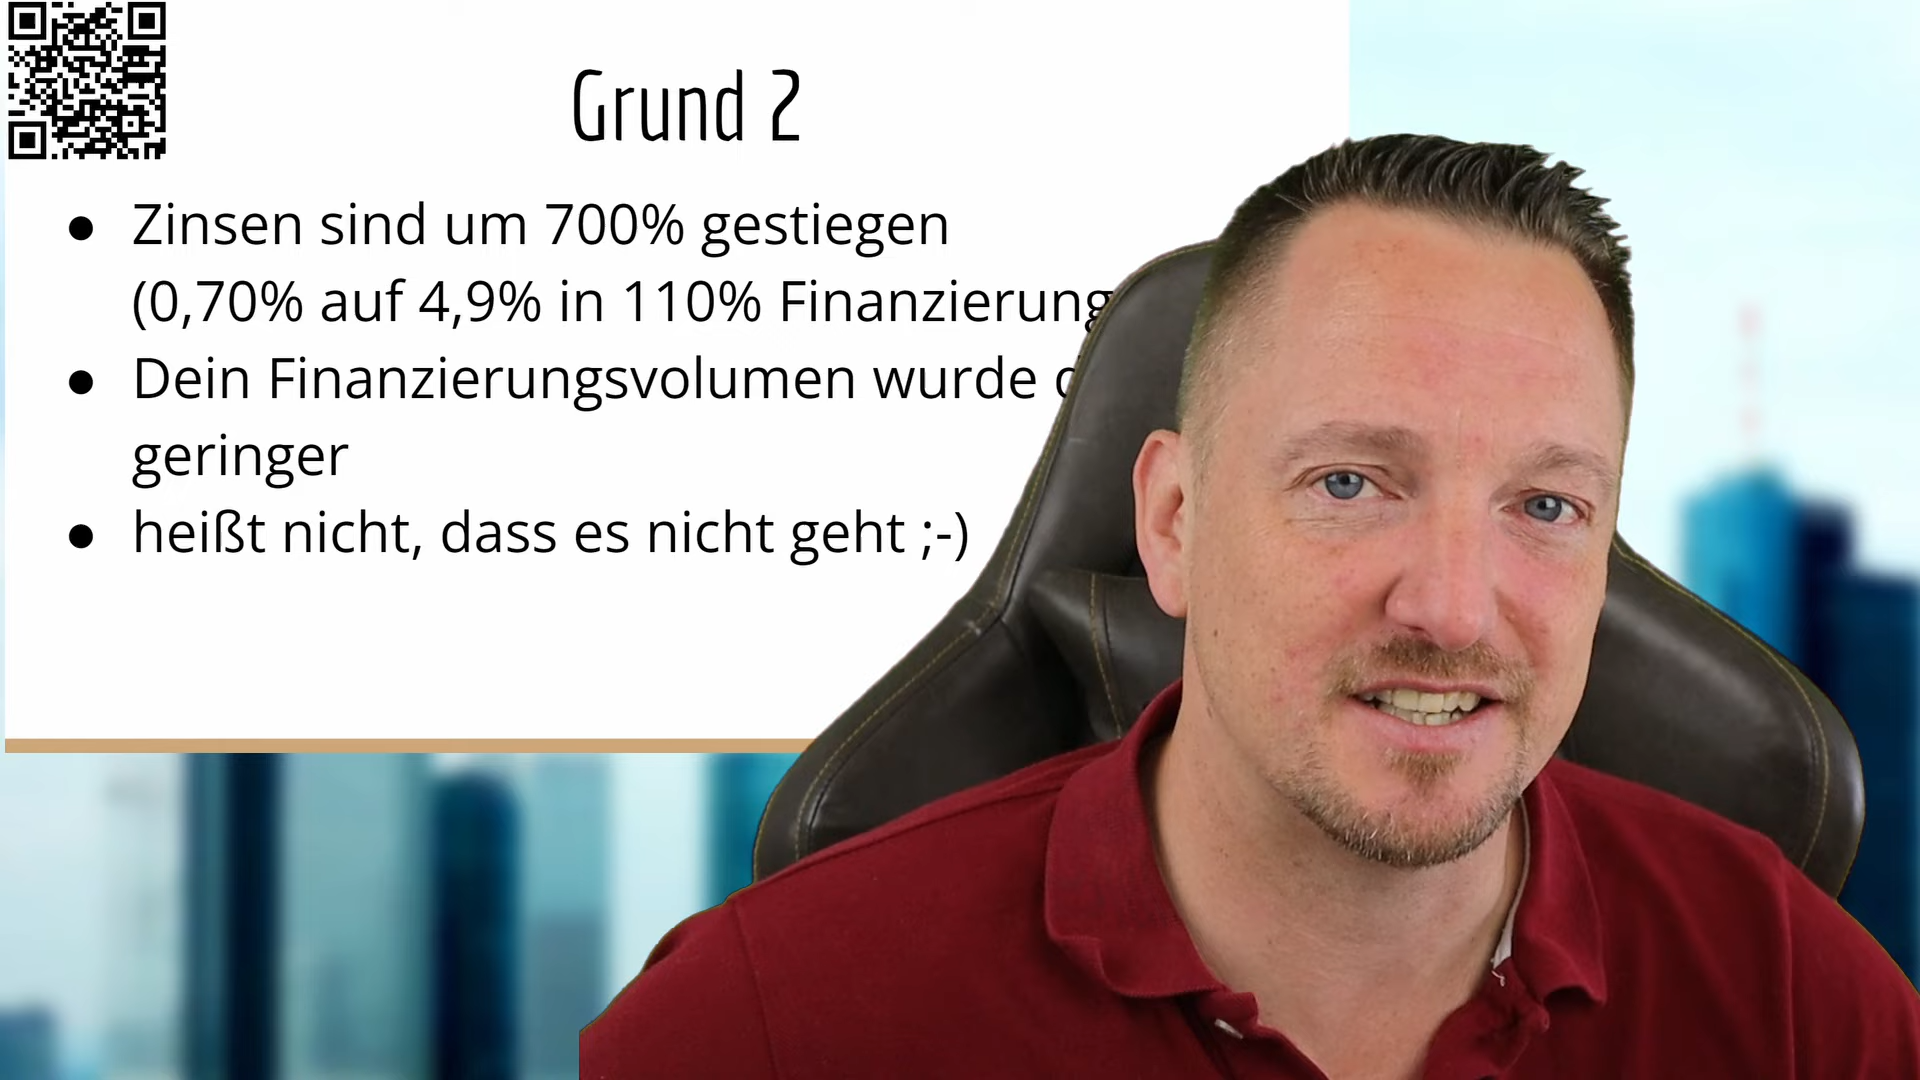 Grund 2
● Zinsen sind um 700% gestiegen
(0,70% auf 4,9% in 110% Finanzierung
● Dein Finanzierungsvolumen wurde
geringer
● heißt nicht, dass es nicht geht ;-)